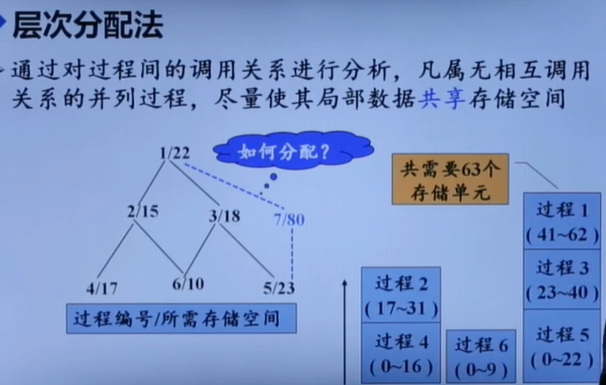 层次分配法
通过对过程间的调用关系进行分析，凡属无相互调用
关系的并列过程，尽量使其局部数据共享存储空间
1/22
如何分配？
共需要63个
存储单元
2/15
3/18
7/80
4/17
6/10
5/23
过程编号/所需存储空间
过程 1
( 41~62 )
过程 2
( 17~31 )
过程 3
( 23~40 )
过程 4
( 0~16 )
过程 6
( 0~9 )
过程 5
( 0~22 )